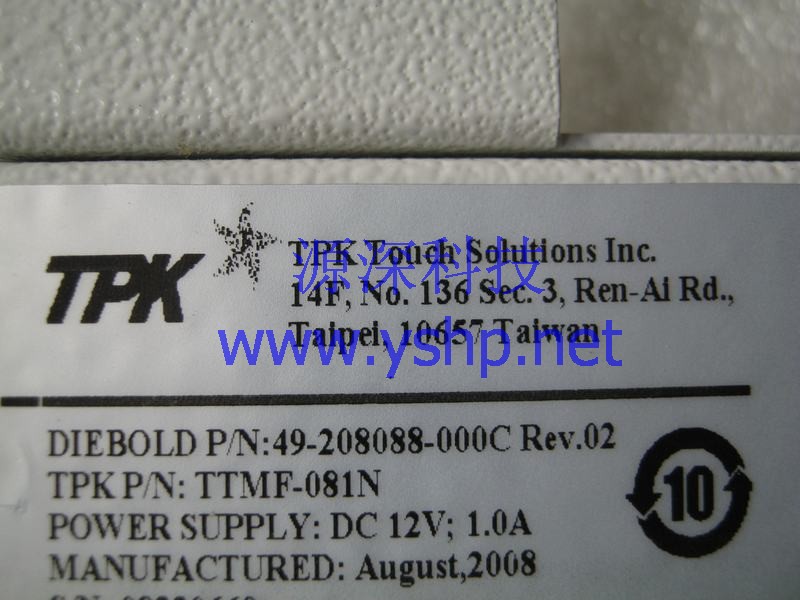 TPK
TPK Touch Solutions Inc.
源深科技
14F, No. 136 Sec. 3, Ren-Ai Rd.,
Taipei, 10657 Taiwan
www.yshp.net
DIEBOLD P/N:49-208088-000C Rev.02
TPK P/N: TTMF-081N
10
POWER SUPPLY: DC 12V; 1.0A
MANUFACTURED: August,2008